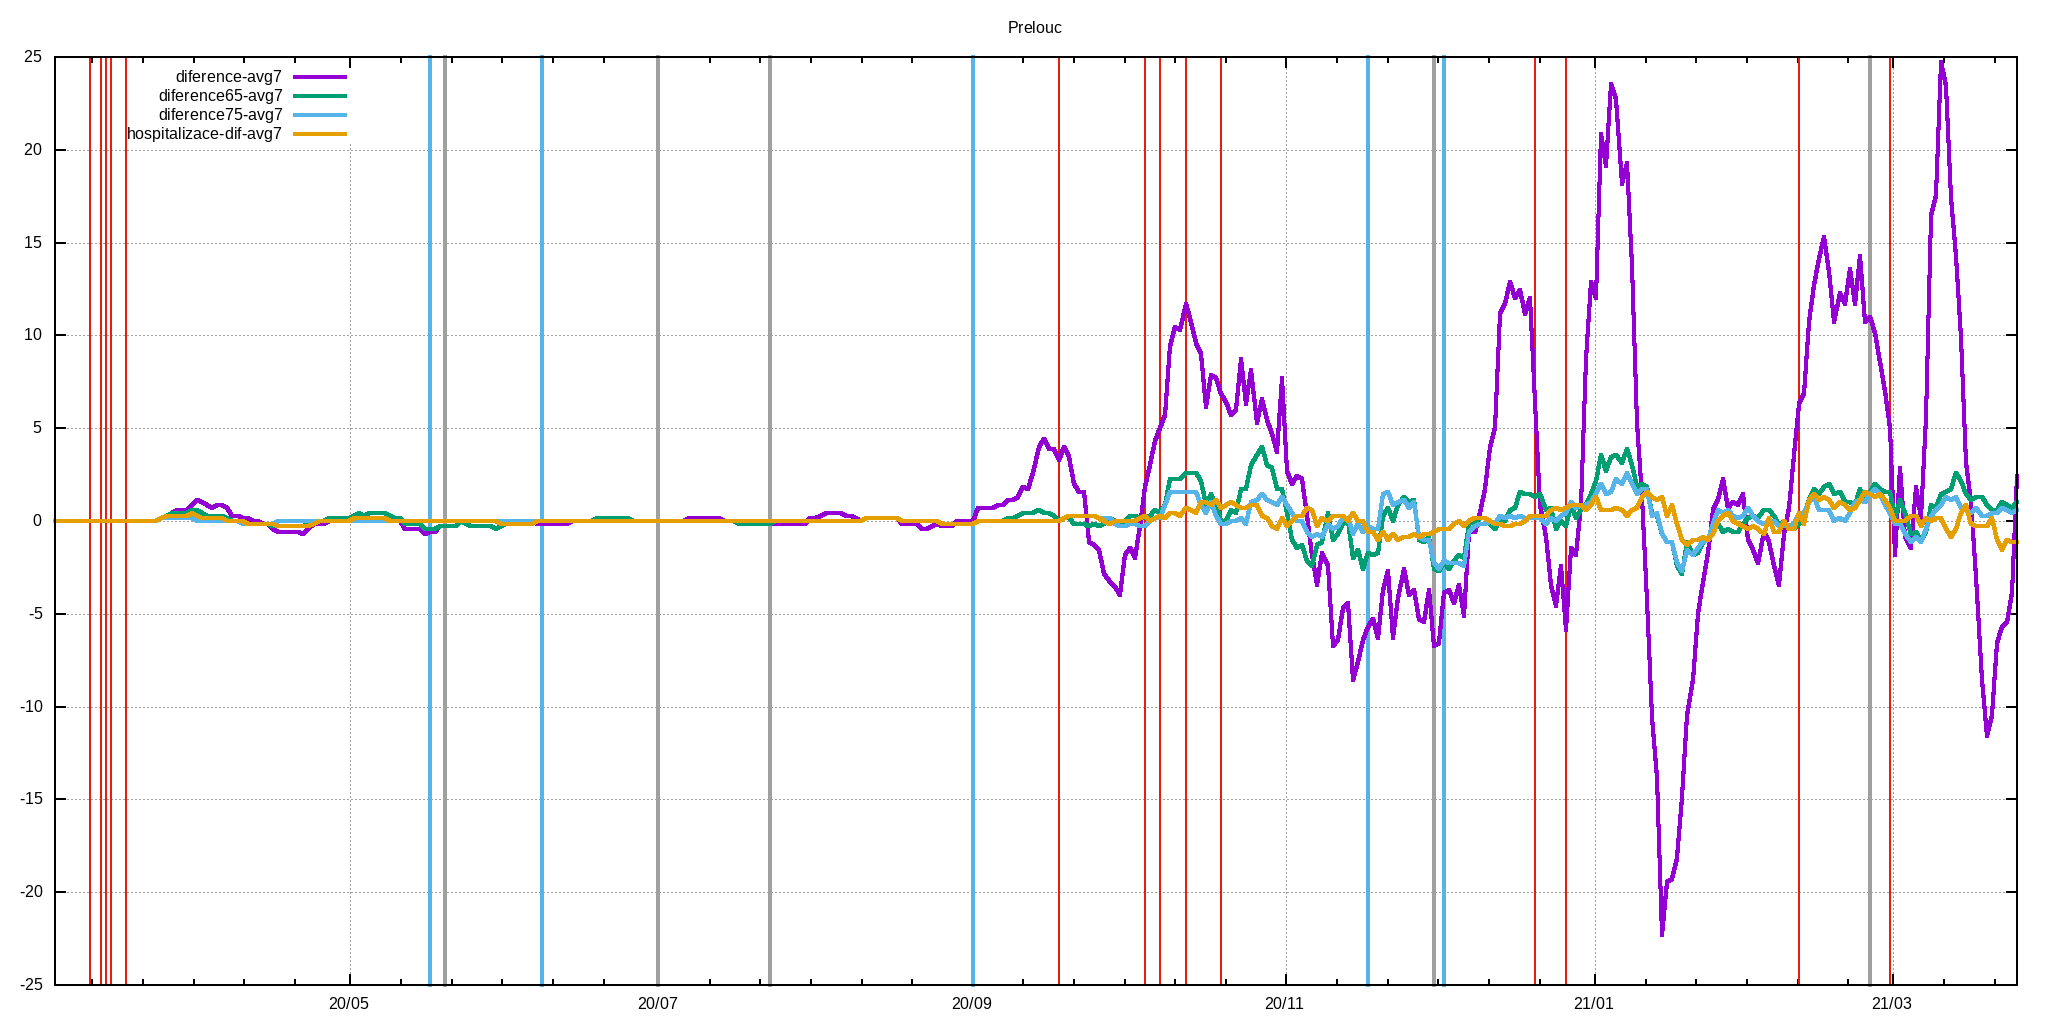 Prelouc
25
20
15
10
5
0
-5
-10
-15
-20
-25
diference-avg7
diference65-avg7
diference75-avg7
hospitalizace-dif-avg7
20/05 20/07 20/09 20/11 21/01 21/03